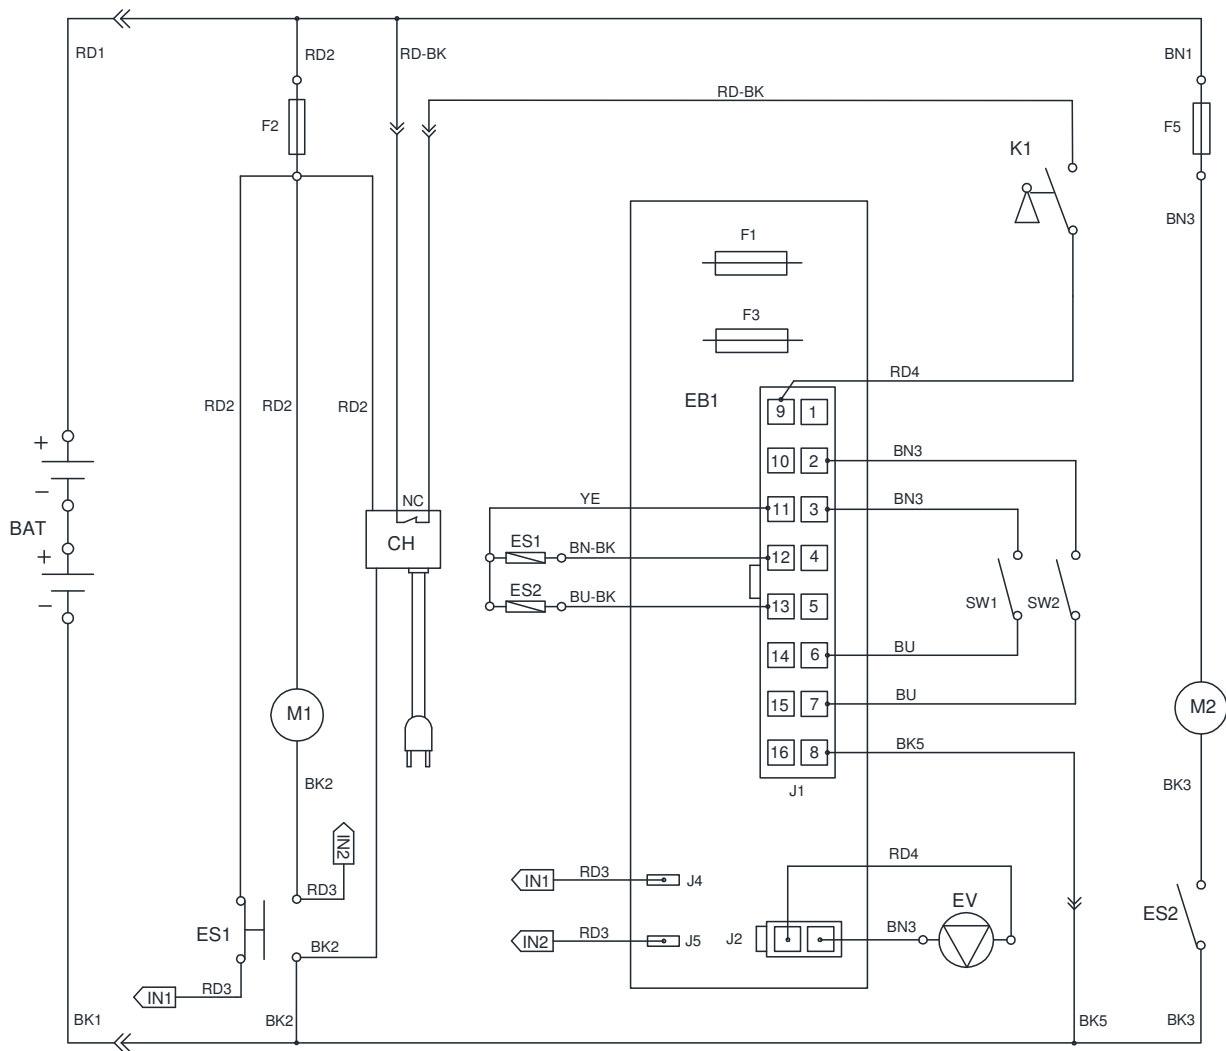 RD1 RD2 RD-BK BN1
RD-BK
F2 F5
K1
BN3
F1
F3
RD4
RD2 RD2 RD2 EB1 9 1
+ 10 2 BN3
−
NC
YE 11 3 BN3
BAT
CH
ES1 BN-BK 12 4
+
ES2 BU-BK 13 5
− SW1 SW2
14 6 BU
15 7 BU
M1 M2
16 8 BK5
BK2 J1 BK3
IN2
RD4
IN1 RD3 J4
RD3
EV
ES2
ES1
BK2 IN2 RD3 J5 J2 BN3
IN1 RD3
BK1 BK2 BK5 BK3